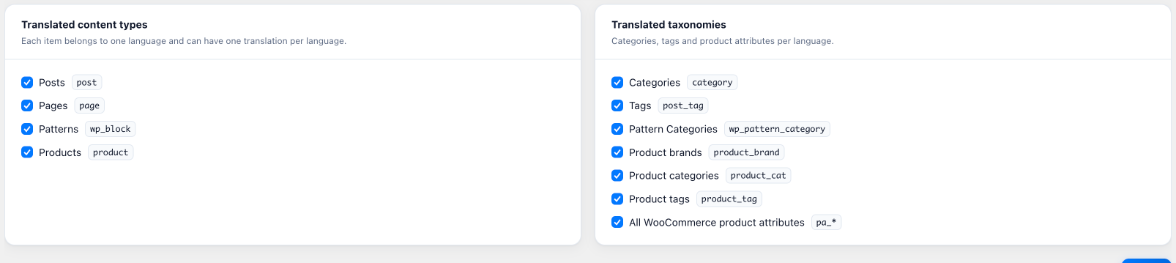 Translated content types
Each item belongs to one language and can have one translation per language.
Posts post
Pages page
Patterns wp_block
Products product
Translated taxonomies
Categories, tags and product attributes per language.
Categories category
Tags post_tag
Pattern Categories wp_pattern_category
Product brands product_brand
Product categories product_cat
Product tags product_tag
All WooCommerce product attributes pa_*